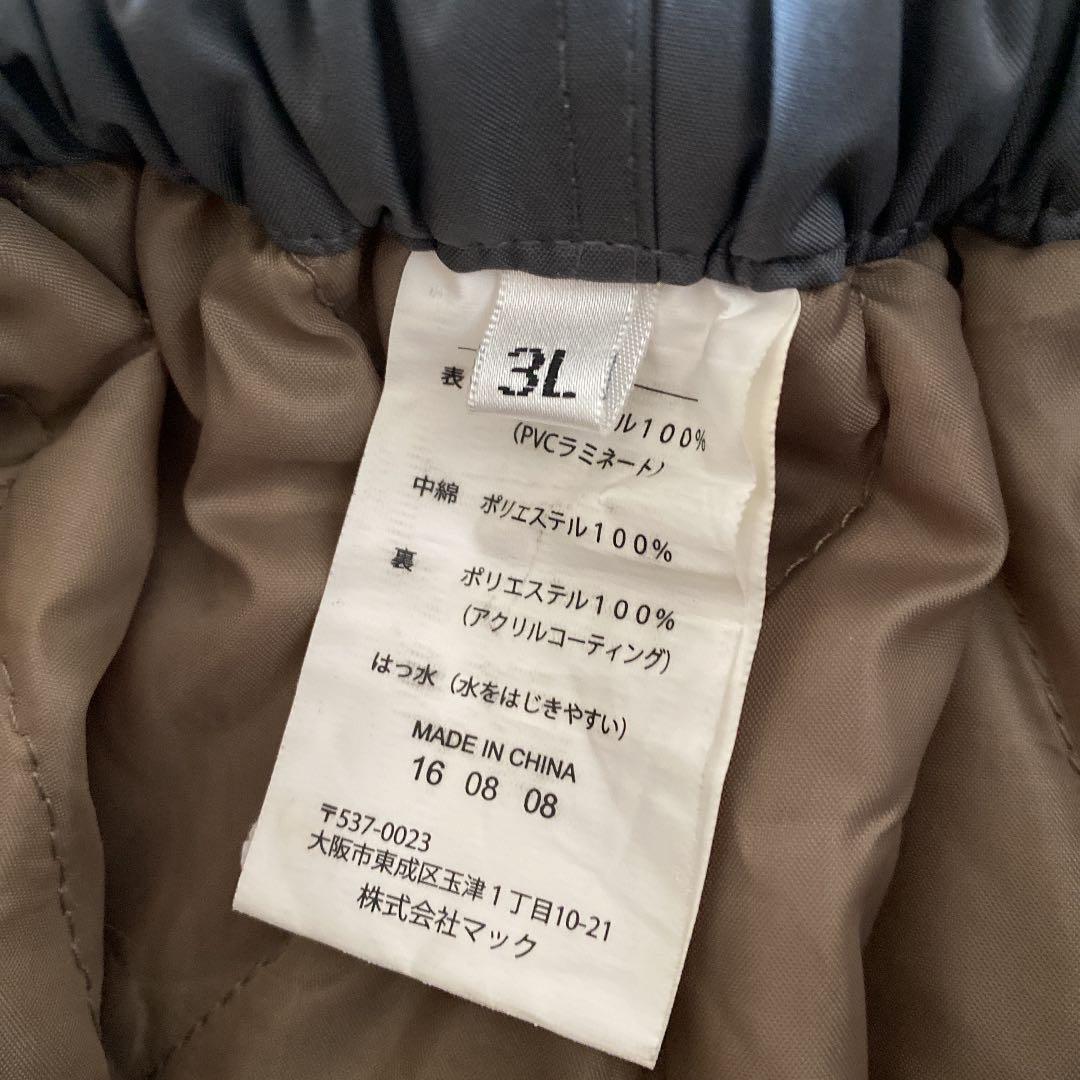 3L
表 ル100%
(PVCラミネート)
中綿 ポリエステル100%
裏 ポリエステル100%
(アクリルコーティング)
はっ水 (水をはじきやすい)
MADE IN CHINA
16 08 08
〒537-0023
大阪市東成区玉津1丁目10-21
株式会社マック